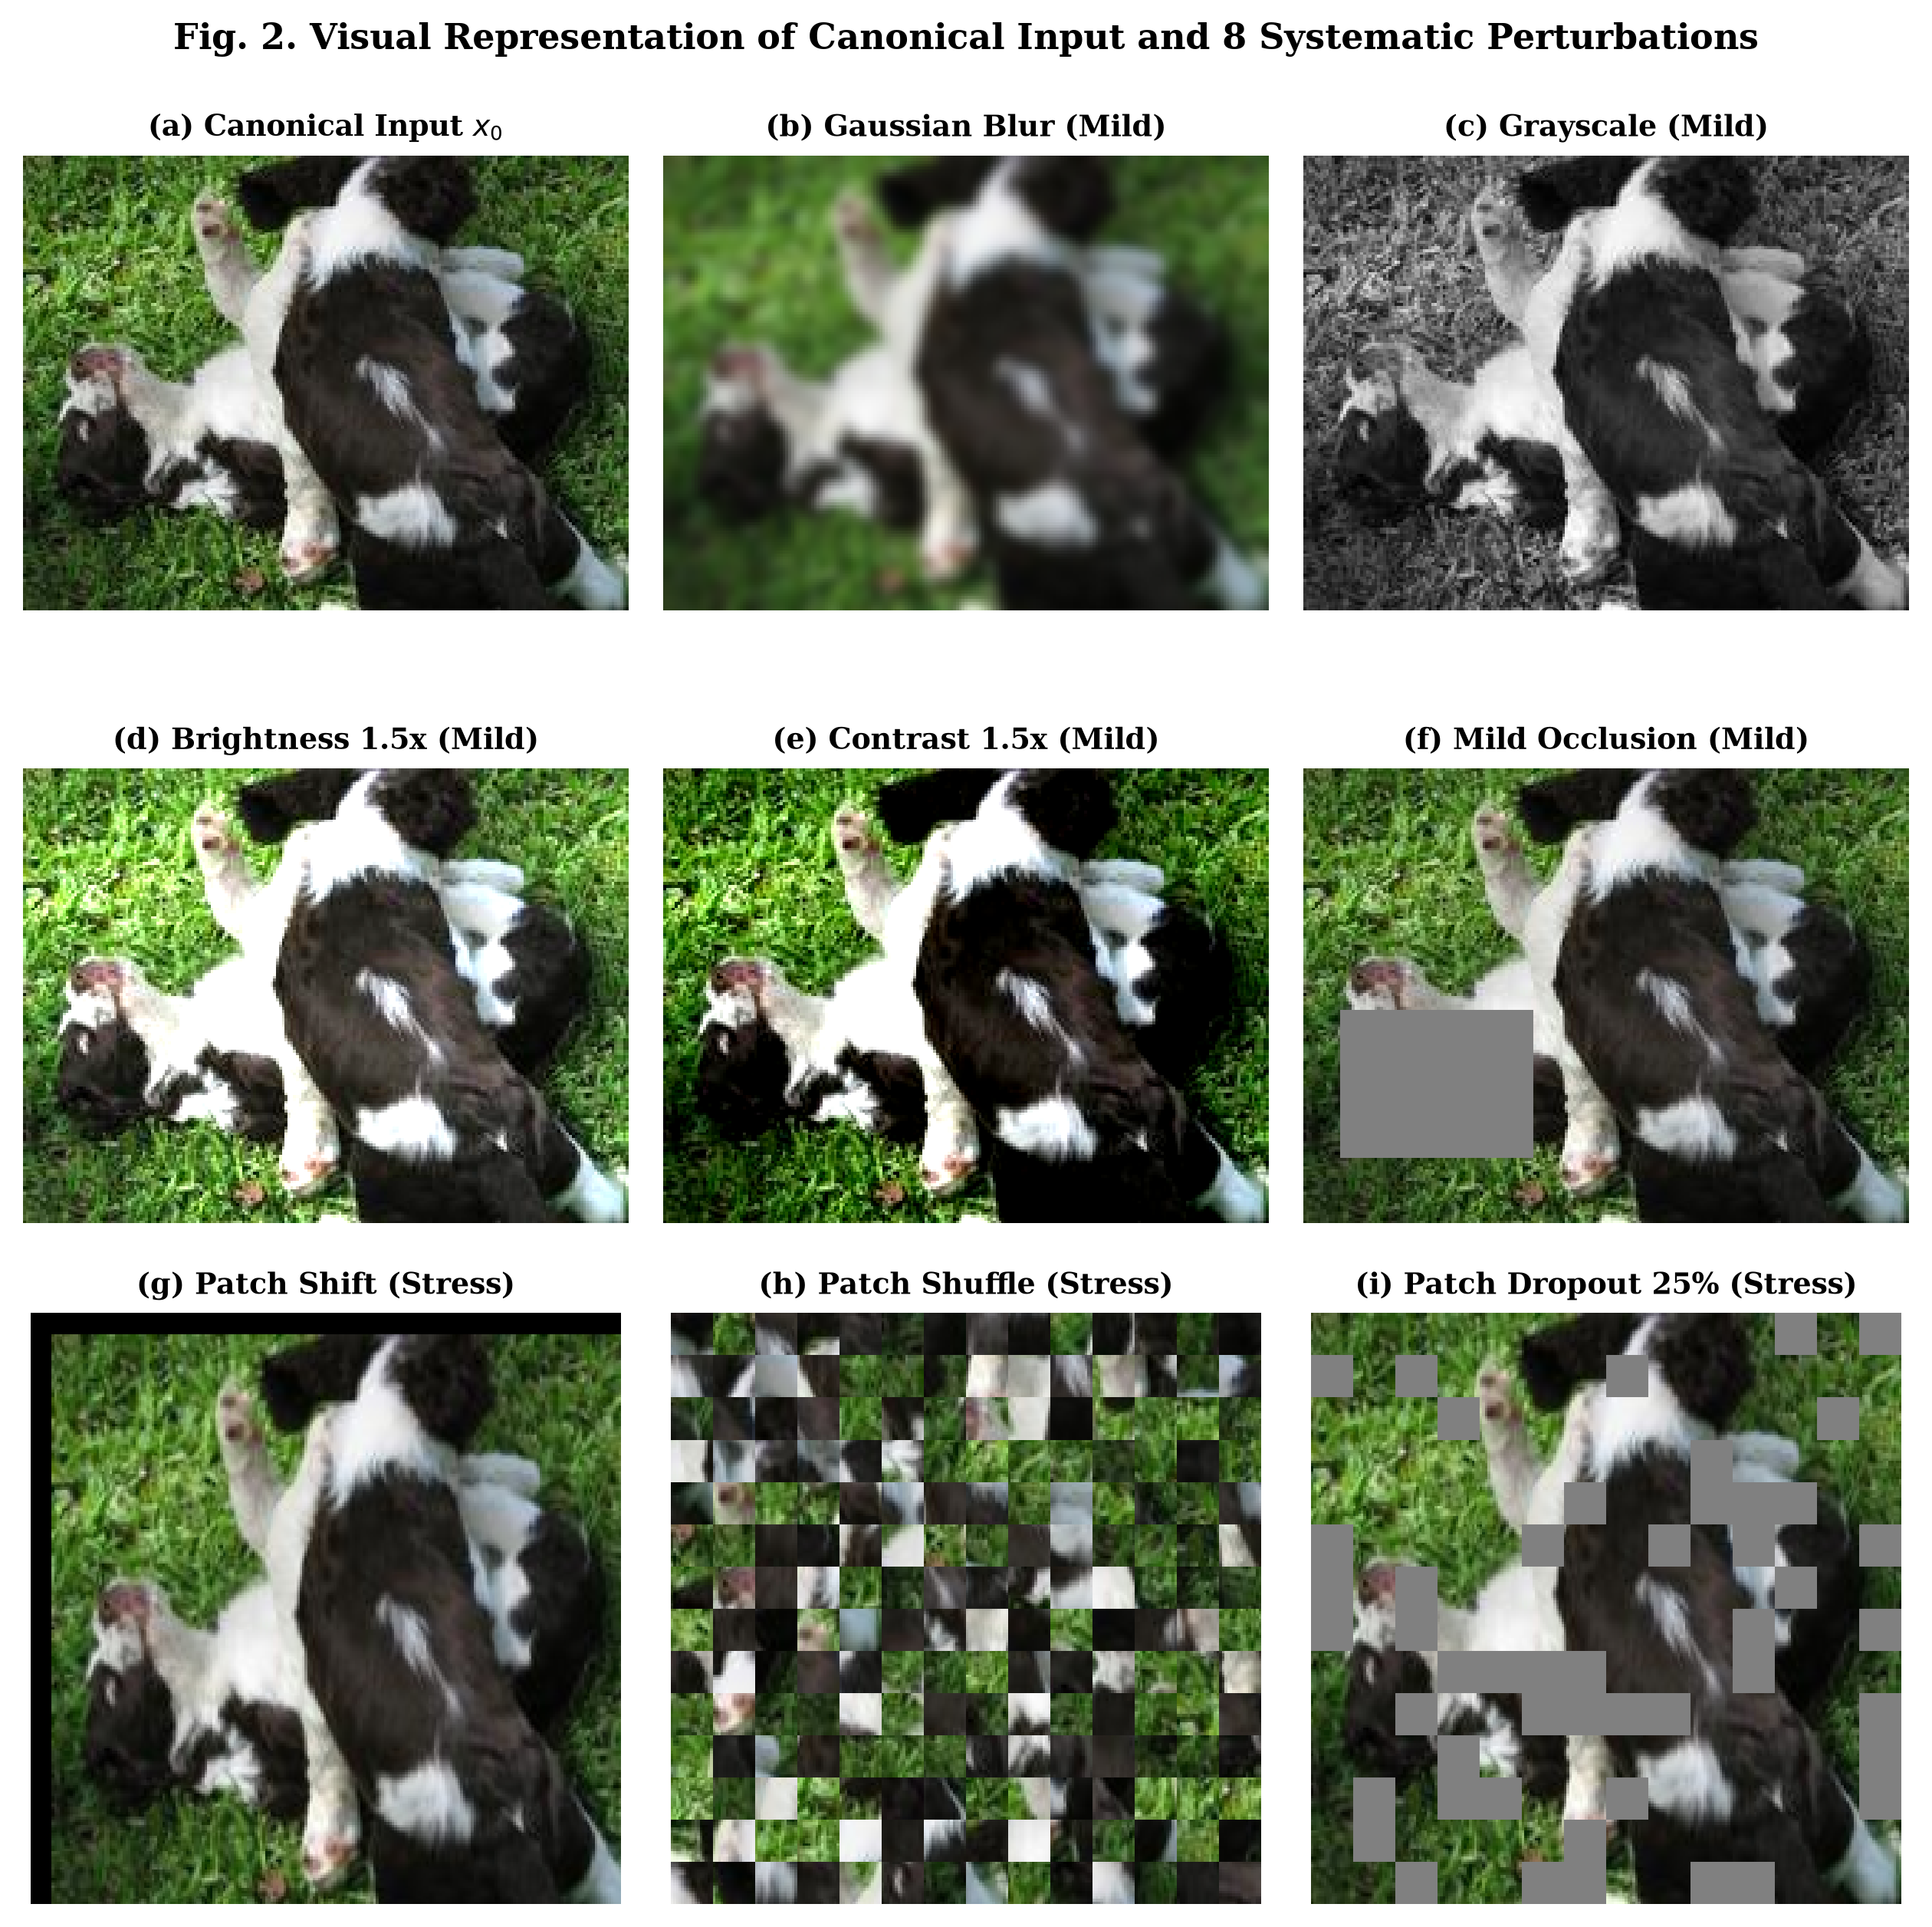 Fig. 2. Visual Representation of Canonical Input and 8 Systematic Perturbations
(a) Canonical Input x₀
(b) Gaussian Blur (Mild)
(c) Grayscale (Mild)
(d) Brightness 1.5x (Mild)
(e) Contrast 1.5x (Mild)
(f) Mild Occlusion (Mild)
(g) Patch Shift (Stress)
(h) Patch Shuffle (Stress)
(i) Patch Dropout 25% (Stress)